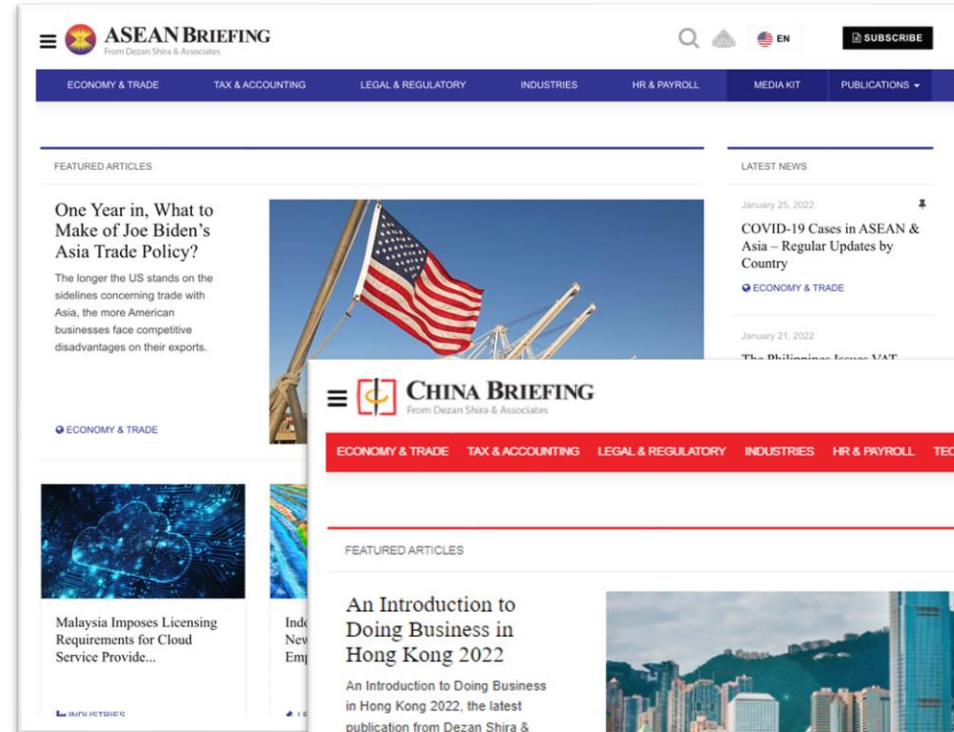 ASEAN BRIEFING
From Dezan Shira & Associates
EN
SUBSCRIBE
ECONOMY & TRADE TAX & ACCOUNTING LEGAL & REGULATORY INDUSTRIES HR & PAYROLL MEDIA KIT PUBLICATIONS
FEATURED ARTICLES
One Year in, What to
Make of Joe Biden's
Asia Trade Policy?
The longer the US stands on the
sidelines concerning trade with
Asia, the more American
businesses face competitive
disadvantages on their exports.
ECONOMY & TRADE
LATEST NEWS
January 25, 2022
COVID-19 Cases in ASEAN &
Asia – Regular Updates by
Country
ECONOMY & TRADE
January 21, 2022
The Philippines Issues VAT
Malaysia Imposes Licensing
Requirements for Cloud
Service Provide...
INDUSTRIES
CHINA BRIEFING
From Dezan Shira & Associates
ECONOMY & TRADE TAX & ACCOUNTING LEGAL & REGULATORY INDUSTRIES HR & PAYROLL
FEATURED ARTICLES
An Introduction to
Doing Business in
Hong Kong 2022
An Introduction to Doing Business
in Hong Kong 2022, the latest
publication from Dezan Shira &